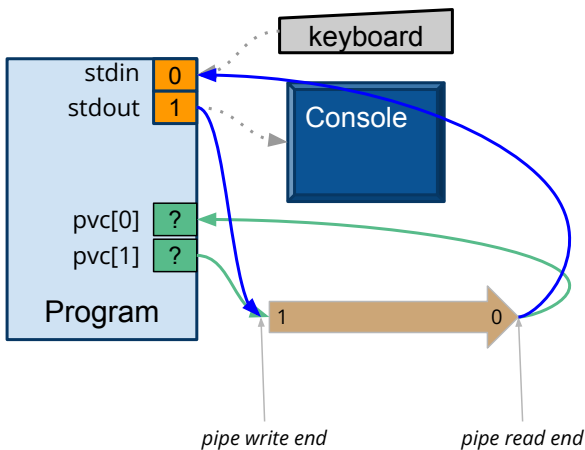 keyboard
stdin 0
stdout 1
Console
pvc[0] ?
pvc[1] ?
Program
1 0
pipe write end
pipe read end